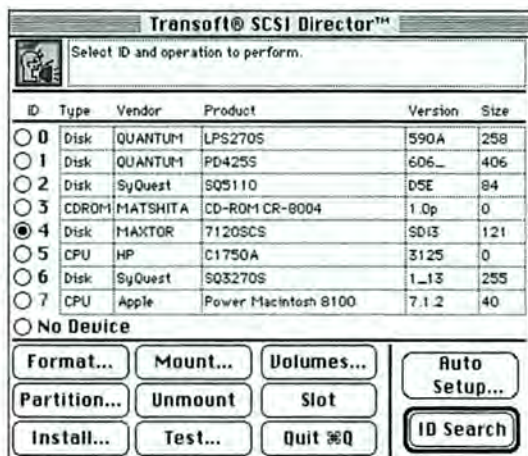 Transoft® SCSI Director™
Select ID and operation to perform.
ID Type Vendor Product Version Size
0 Disk QUANTUM LPS270S 590A 258
1 Disk QUANTUM PD425S 606_ 406
2 Disk SyQuest SQ5110 D5E 84
3 CDROM MATSHITA CD-ROM CR-8004 1.0p 0
4 Disk MAXTOR 7120SCS SDi3 121
5 CPU HP C1750A 3125 0
6 Disk SyQuest SQ3270S 1_13 255
7 CPU Apple Power Macintosh 8100 7.1.2 40
No Device
Format... Mount... Volumes... Auto Setup...
Partition... Unmount Slot
Install... Test... Quit ⌘Q ID Search